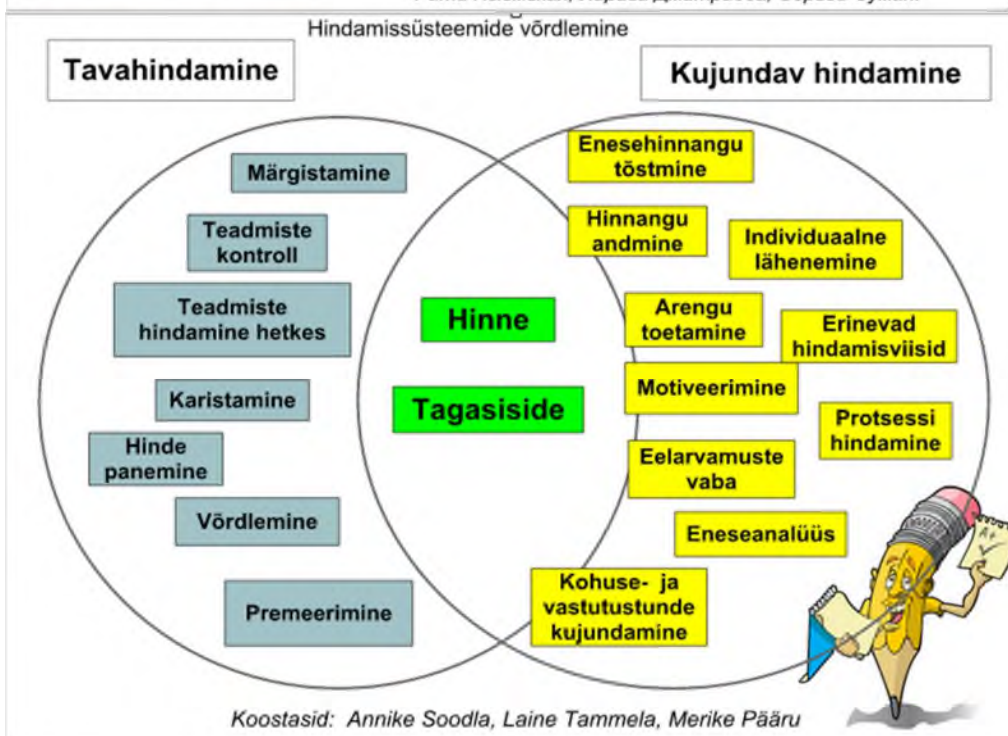 Hindamissüsteemide võrdlemine
Tavahindamine
Kujundav hindamine
Märgistamine
Teadmiste
kontroll
Teadmiste
hindamine hetkes
Karistamine
Hinde
panemine
Võrdlemine
Premeerimine
Hinne
Tagasiside
Enesehinnangu
tõstmine
Hinnangu
andmine
Individuaalne
lähenemine
Arengu
toetamine
Erinevad
hindamisviisid
Motiveerimine
Protsessi
hindamine
Eelarvamuste
vaba
Eneseanalüüs
Kohuse- ja
vastutustunde
kujundamine
A+
Koostasid: Annike Soodla, Laine Tammela, Merike Pääru